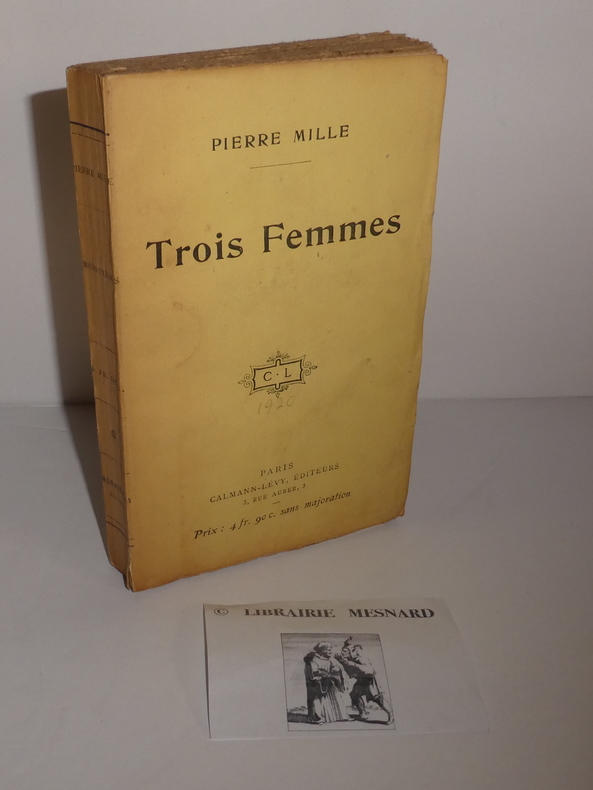 PIERRE MILLE
Trois Femmes
C·L
1920
PARIS
CALMANN-LÉVY, ÉDITEURS
3, RUE AUBER, 3
Prix : 4 fr. 90 c. sans majoration
© LIBRAIRIE MESNARD